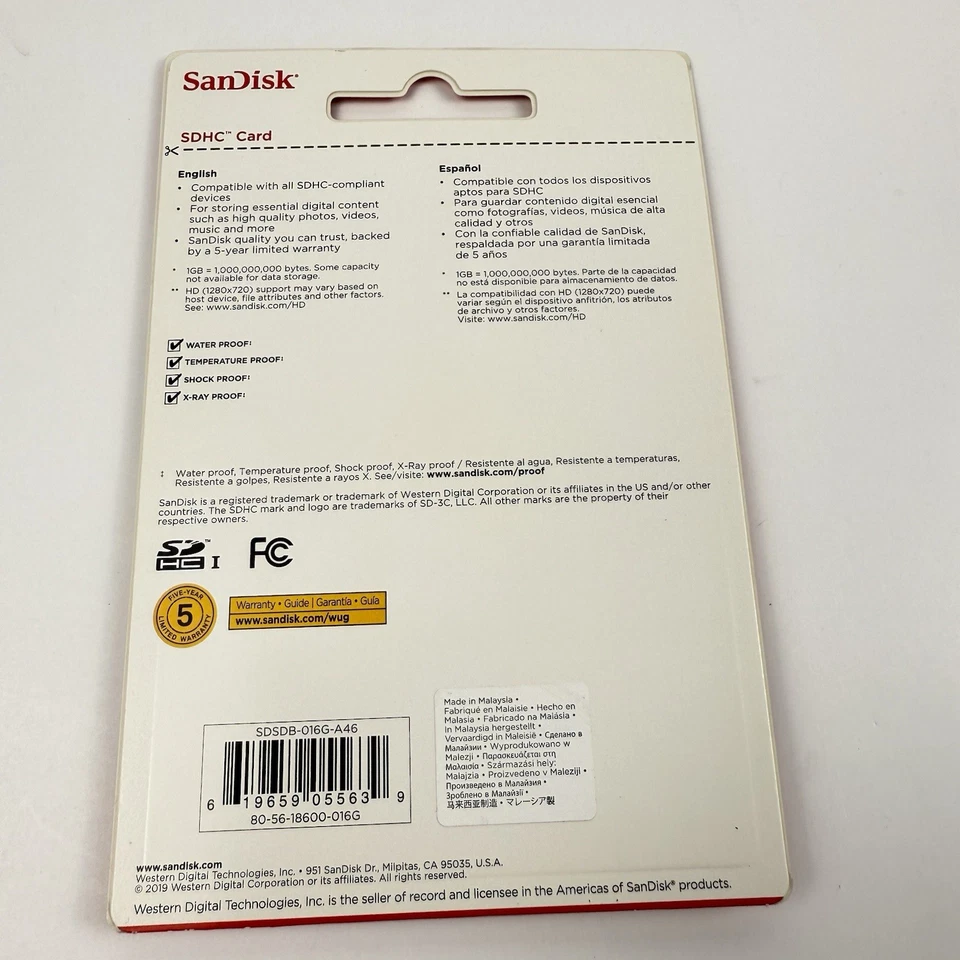 SanDisk®
SDHC™ Card
English
• Compatible with all SDHC-compliant
devices
• For storing essential digital content
such as high quality photos, videos,
music and more
• SanDisk quality you can trust, backed
by a 5-year limited warranty
* 1GB = 1,000,000,000 bytes. Some capacity
not available for data storage.
** HD (1280x720) support may vary based on
host device, file attributes and other factors.
See: www.sandisk.com/HD
Español
• Compatible con todos los dispositivos
aptos para SDHC
• Para guardar contenido digital esencial
como fotografías, videos, música de alta
calidad y otros
• Con la confiable calidad de SanDisk,
respaldada por una garantía limitada
de 5 años
* 1GB = 1,000,000,000 bytes. Parte de la capacidad
no está disponible para almacenamiento de datos.
** La compatibilidad con HD (1280x720) puede
variar según el dispositivo anfitrión, los atributos
de archivo y otros factores.
Visite: www.sandisk.com/HD
WATER PROOF‡
TEMPERATURE PROOF‡
SHOCK PROOF‡
X-RAY PROOF‡
‡ Water proof, Temperature proof, Shock proof, X-Ray proof / Resistente al agua, Resistente a temperaturas,
Resistente a golpes, Resistente a rayos X. See/visite: www.sandisk.com/proof
SanDisk is a registered trademark or trademark of Western Digital Corporation or its affiliates in the US and/or other
countries. The SDHC mark and logo are trademarks of SD-3C, LLC. All other marks are the property of their
respective owners.
SD™ HC I FC
FIVE-YEAR
5
LIMITED WARRANTY
Warranty • Guide | Garantía • Guía
www.sandisk.com/wug
SDSDB-016G-A46
6 19659 05563 9
80-56-18600-016G
Made in Malaysia •
Fabriqué en Malaisie • Hecho en
Malasia • Fabricado na Malásia •
In Malaysia hergestellt •
Vervaardigd in Maleisië • Сделано в
Малайзии • Wyprodukowano w
Malezji • Παρασκευάζεται στη
Μαλαισία • Származási hely:
Malajzia • Proizvedeno v Maleziji •
Произведено в Малайзия •
Зроблено в Малайзії •
马来西亚制造 • マレーシア製
www.sandisk.com
Western Digital Technologies, Inc. • 951 SanDisk Dr., Milpitas, CA 95035, U.S.A.
© 2019 Western Digital Corporation or its affiliates. All rights reserved.
Western Digital Technologies, Inc. is the seller of record and licensee in the Americas of SanDisk® products.